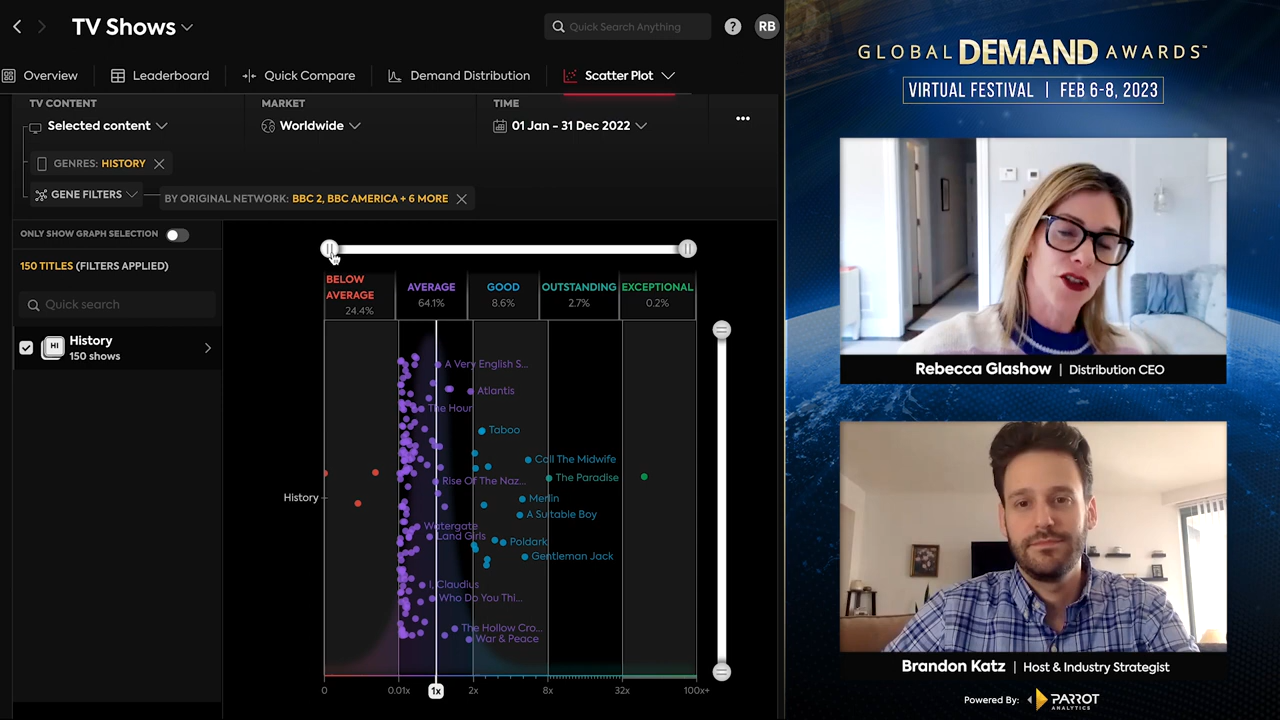 TV Shows
Quick Search Anything
?
RB
Overview
Leaderboard
Quick Compare
Demand Distribution
Scatter Plot
TV CONTENT
Selected content
MARKET
Worldwide
TIME
01 Jan - 31 Dec 2022
GENRES: HISTORY
GENE FILTERS
BY ORIGINAL NETWORK: BBC 2, BBC AMERICA + 6 MORE
ONLY SHOW GRAPH SELECTION
150 TITLES (FILTERS APPLIED)
Quick search
HI
History
150 shows
BELOW
AVERAGE
24.4%
AVERAGE
64.1%
GOOD
8.6%
OUTSTANDING
2.7%
EXCEPTIONAL
0.2%
A Very English S...
Atlantis
The Hour
Taboo
Call The Midwife
The Paradise
Rise Of The Naz...
Merlin
A Suitable Boy
History
Watergate
Land Girls
Poldark
Gentleman Jack
I, Claudius
Who Do You Thi...
The Hollow Cro...
War & Peace
0
0.01x
1x
2x
8x
32x
100x+
GLOBAL DEMAND AWARDS™
VIRTUAL FESTIVAL | FEB 6-8, 2023
Rebecca Glashow | Distribution CEO
Brandon Katz | Host & Industry Strategist
Powered By: PARROT
ANALYTICS